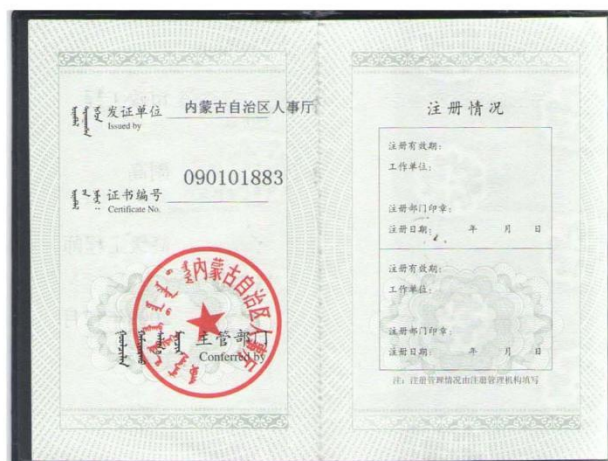 发证单位 内蒙古自治区人事厅
Issued by
090101883
证书编号
Certificate No.
内蒙古自治区人事厅
主管部门
Conferred by
注册情况
注册有效期:
工作单位:
注册部门印章:
注册日期: 年 月 日
注册有效期:
工作单位:
注册部门印章:
注册日期: 年 月 日
注:注册管理情况由注册管理机构填写